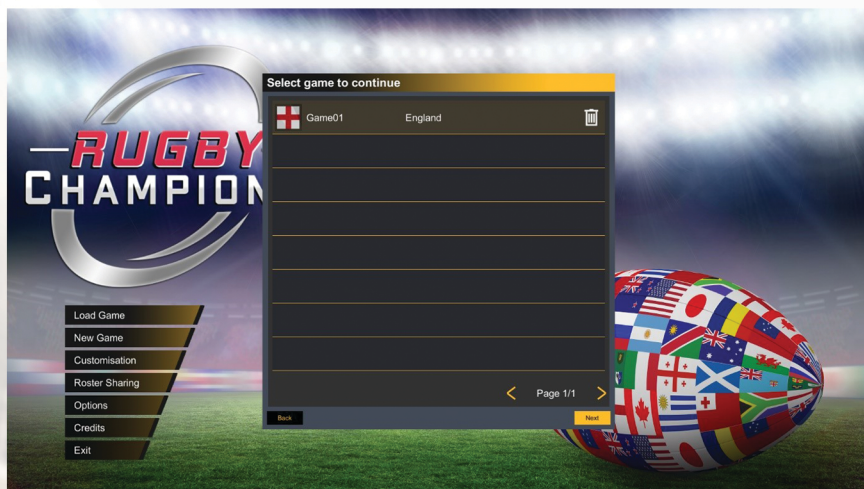 Select game to continue
Game01 England
RUGBY
CHAMPION
Load Game
New Game
Customisation
Roster Sharing
Options
Credits
Exit
Page 1/1
Back
Next